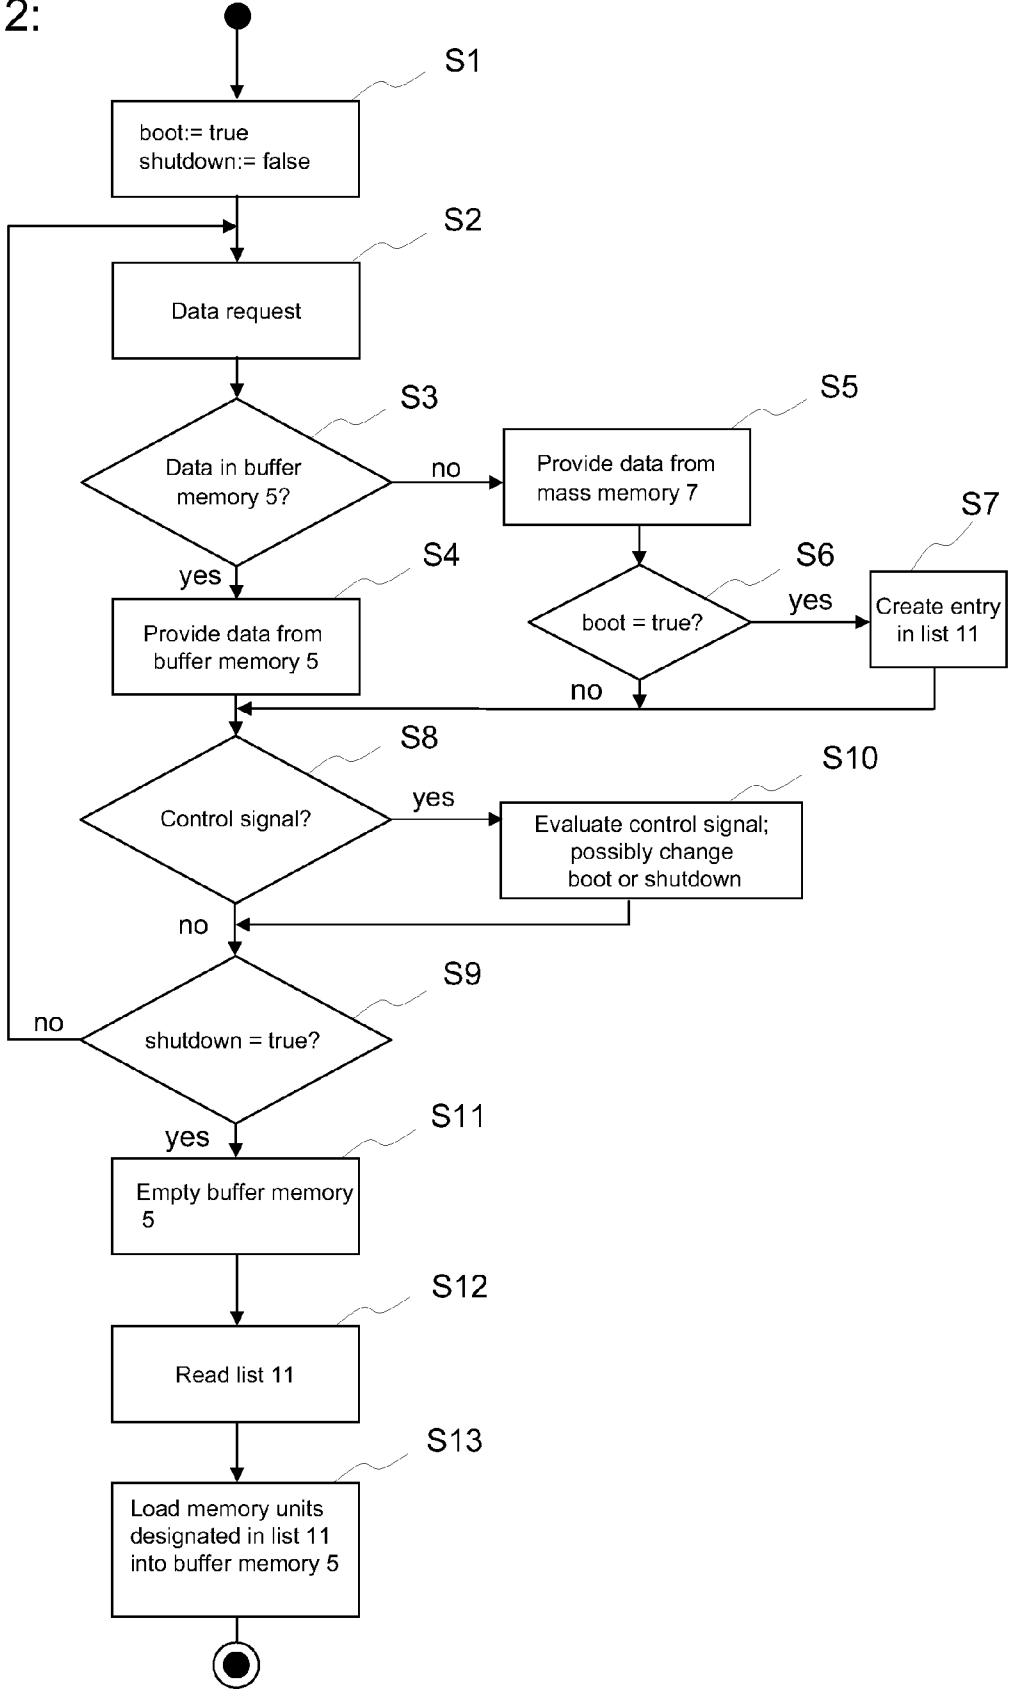 2:
S1
boot:= true
shutdown:= false
S2
Data request
S3
Data in buffer
memory 5?
no
S5
Provide data from
mass memory 7
yes
S4
Provide data from
buffer memory 5
S6
boot = true?
yes
S7
Create entry
in list 11
no
S8
Control signal?
yes
S10
Evaluate control signal;
possibly change
boot or shutdown
no
S9
shutdown = true?
no
yes
S11
Empty buffer memory
5
S12
Read list 11
S13
Load memory units
designated in list 11
into buffer memory 5